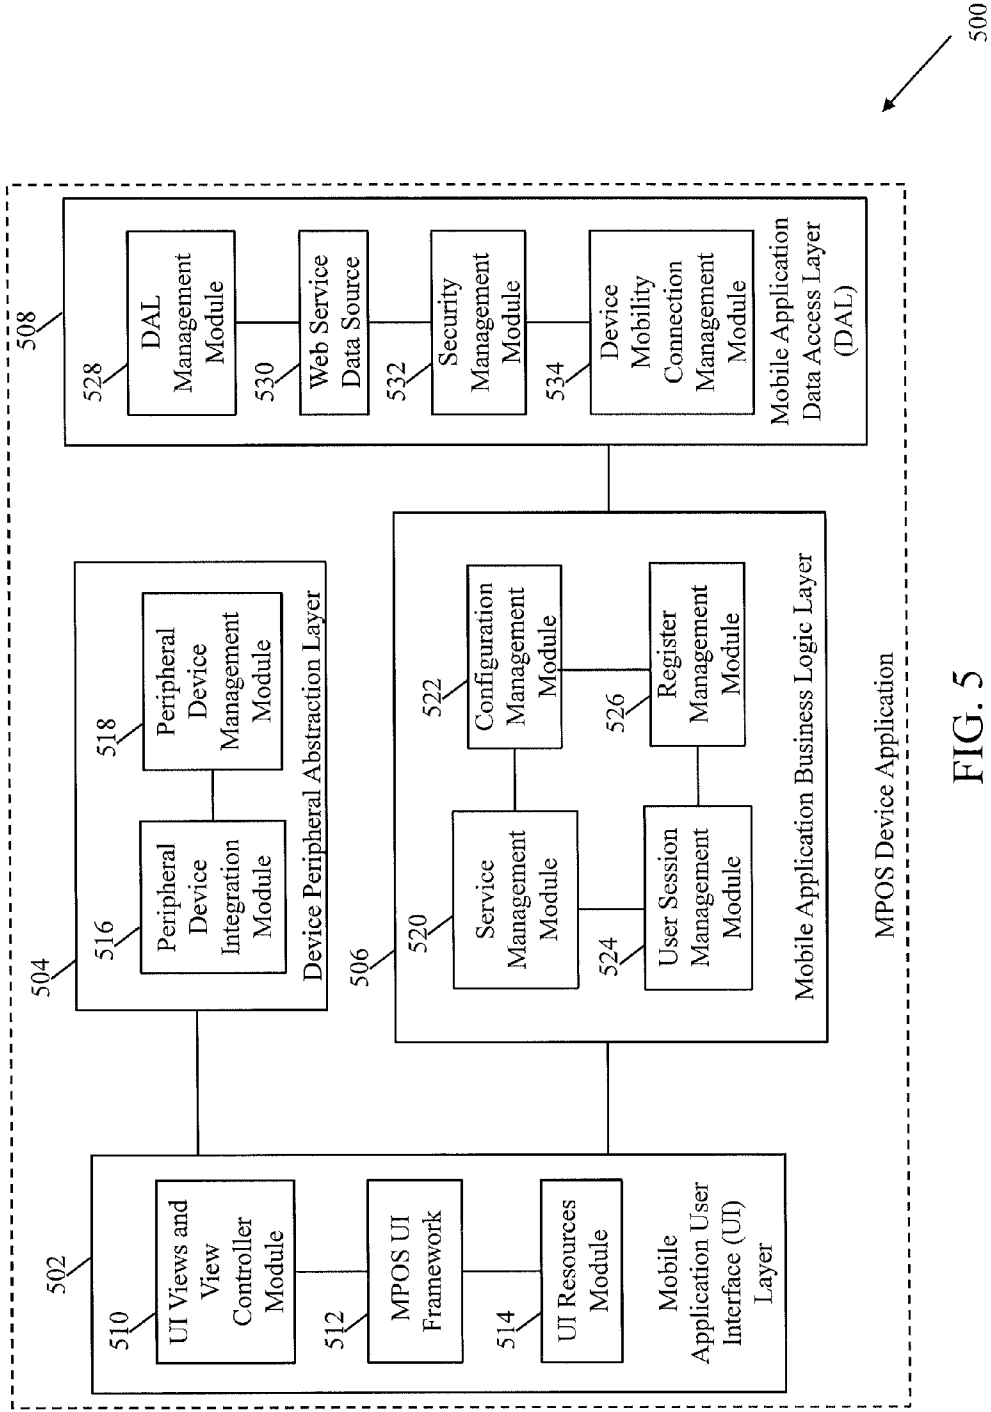 500
502
510
UI Views and
View
Controller
Module
512
MPOS UI
Framework
514
UI Resources
Module
Mobile
Application User
Interface (UI)
Layer
504
516
Peripheral
Device
Integration
Module
518
Peripheral
Device
Management
Module
Device Peripheral Abstraction Layer
506
520
Service
Management
Module
522
Configuration
Management
Module
524
User Session
Management
Module
526
Register
Management
Module
Mobile Application Business Logic Layer
508
528
DAL
Management
Module
530
Web Service
Data Source
532
Security
Management
Module
534
Device
Mobility
Connection
Management
Module
Mobile Application
Data Access Layer
(DAL)
MPOS Device Application
FIG. 5